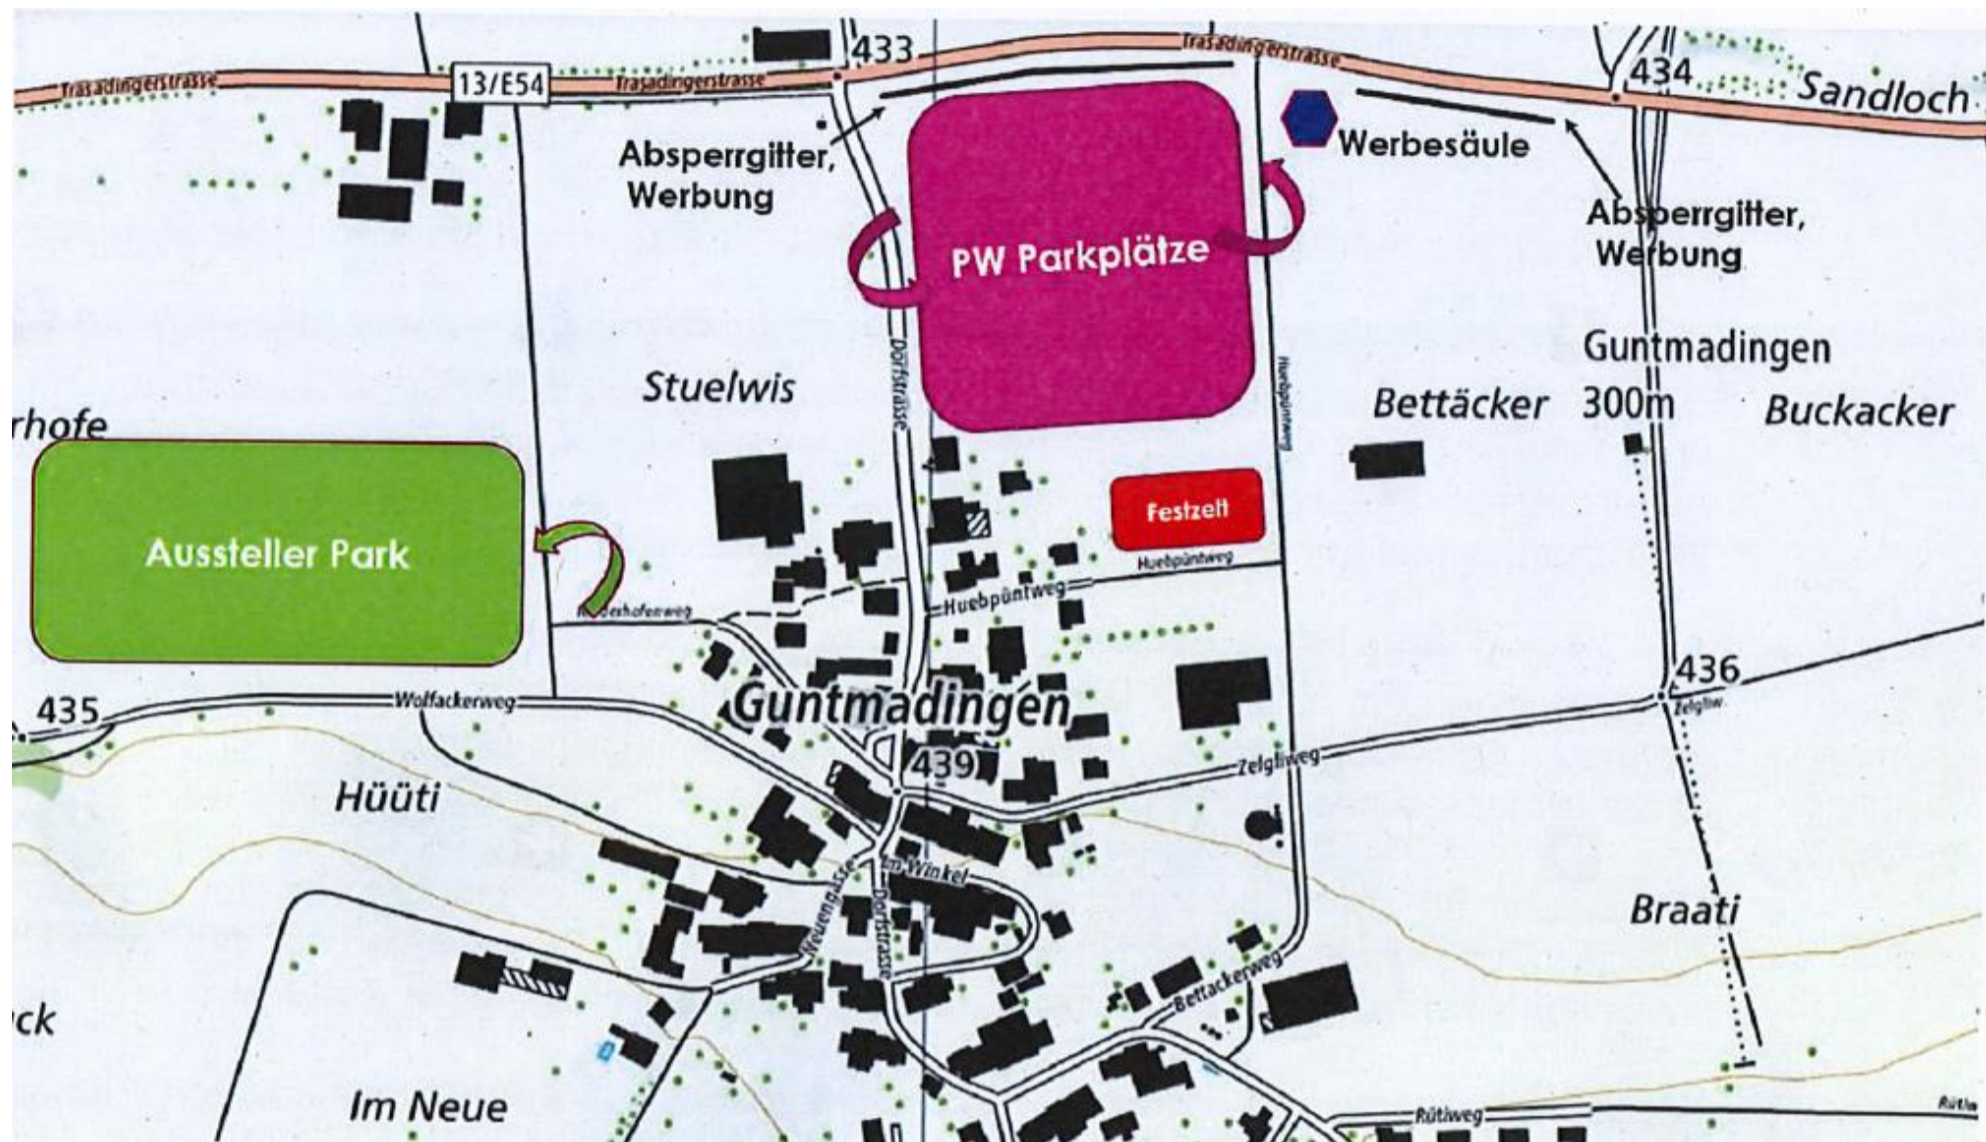 433
Trasadingerstrasse
434
Sandloch
Trasadingerstrasse
13/E54
Trasadingerstrasse
Absperrgitter,
Werbung
Werbesäule
Absperrgitter,
Werbung
PW Parkplätze
Guntmadingen
300m
Stuelwis
Dorfstrasse
Huebpüntweg
Bettäcker
Buckacker
rhofe
Aussteller Park
Festzelt
Huebpüntweg
Huebpüntweg
436
Zelgliw.
435
Wolfackerweg
Guntmadingen
439
Zelgliweg
Hüüti
Im Winkel
Neuengasse
Dorfstrasse
Braati
Bettackerweg
ck
Im Neue
Rütiweg